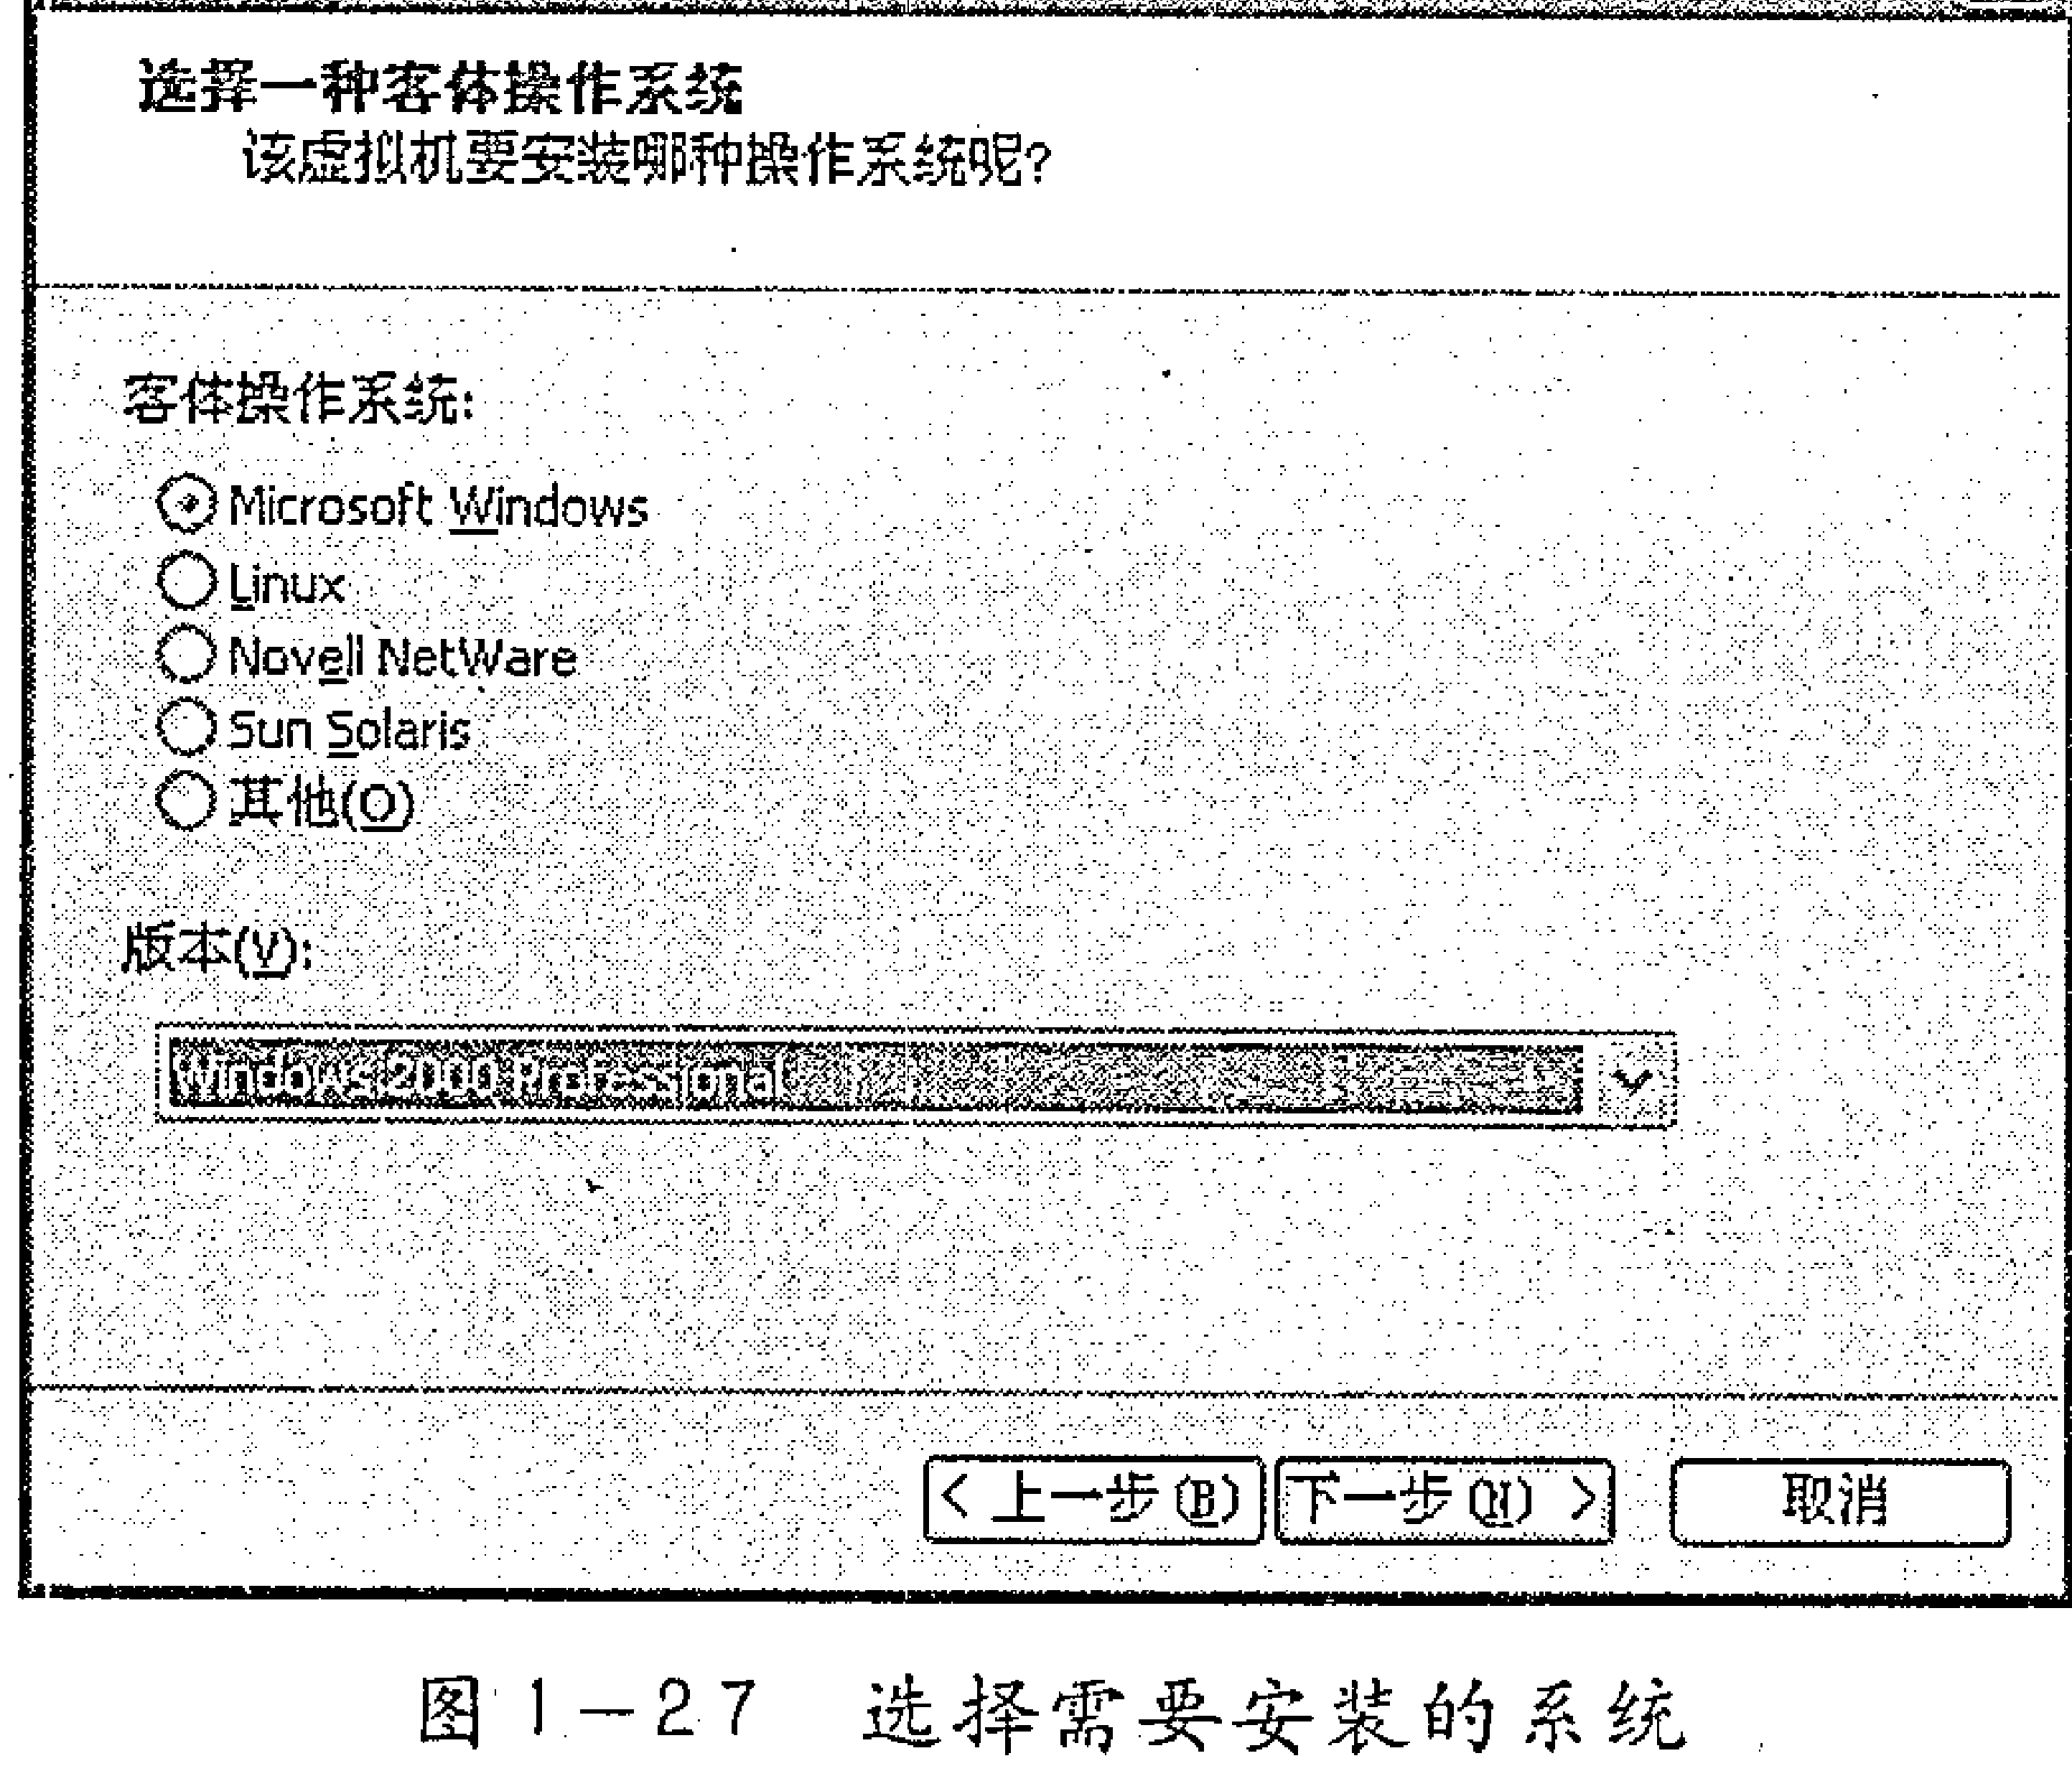 选择一种客体操作系统
该虚拟机要安装哪种操作系统呢?
客体操作系统:
Microsoft Windows
Linux
Novell NetWare
Sun Solaris
其他(O)
版本(V):
Windows 2000 Professional
< 上一步(B) 下一步(N) > 取消
图1-27 选择需要安装的系统